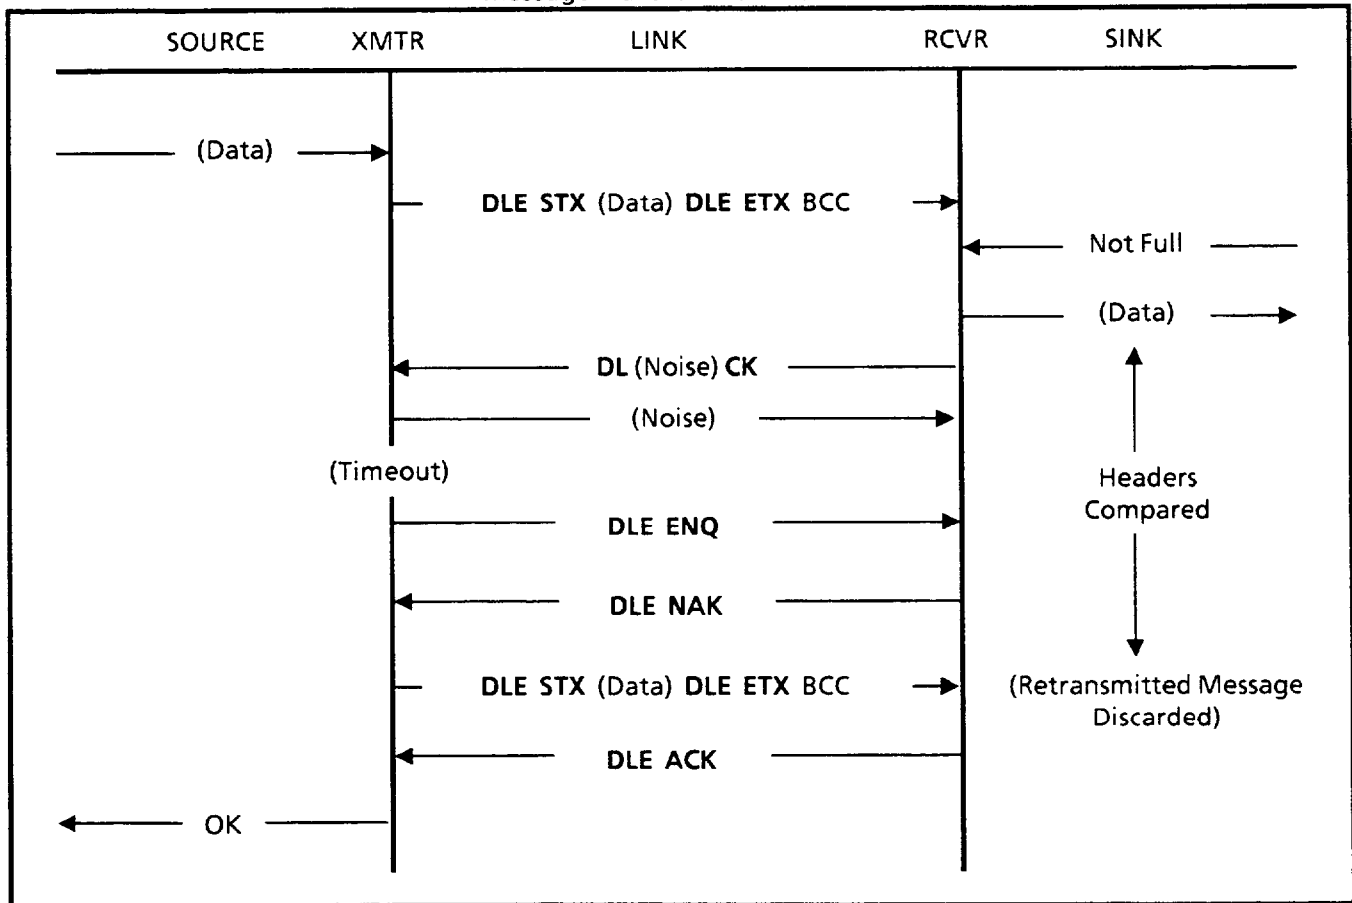 SOURCE XMTR LINK RCVR SINK
(Data)
DLE STX (Data) DLE ETX BCC
Not Full
(Data)
DL (Noise) CK
(Noise)
(Timeout)
Headers
Compared
DLE ENQ
DLE NAK
DLE STX (Data) DLE ETX BCC
(Retransmitted Message
Discarded)
DLE ACK
OK